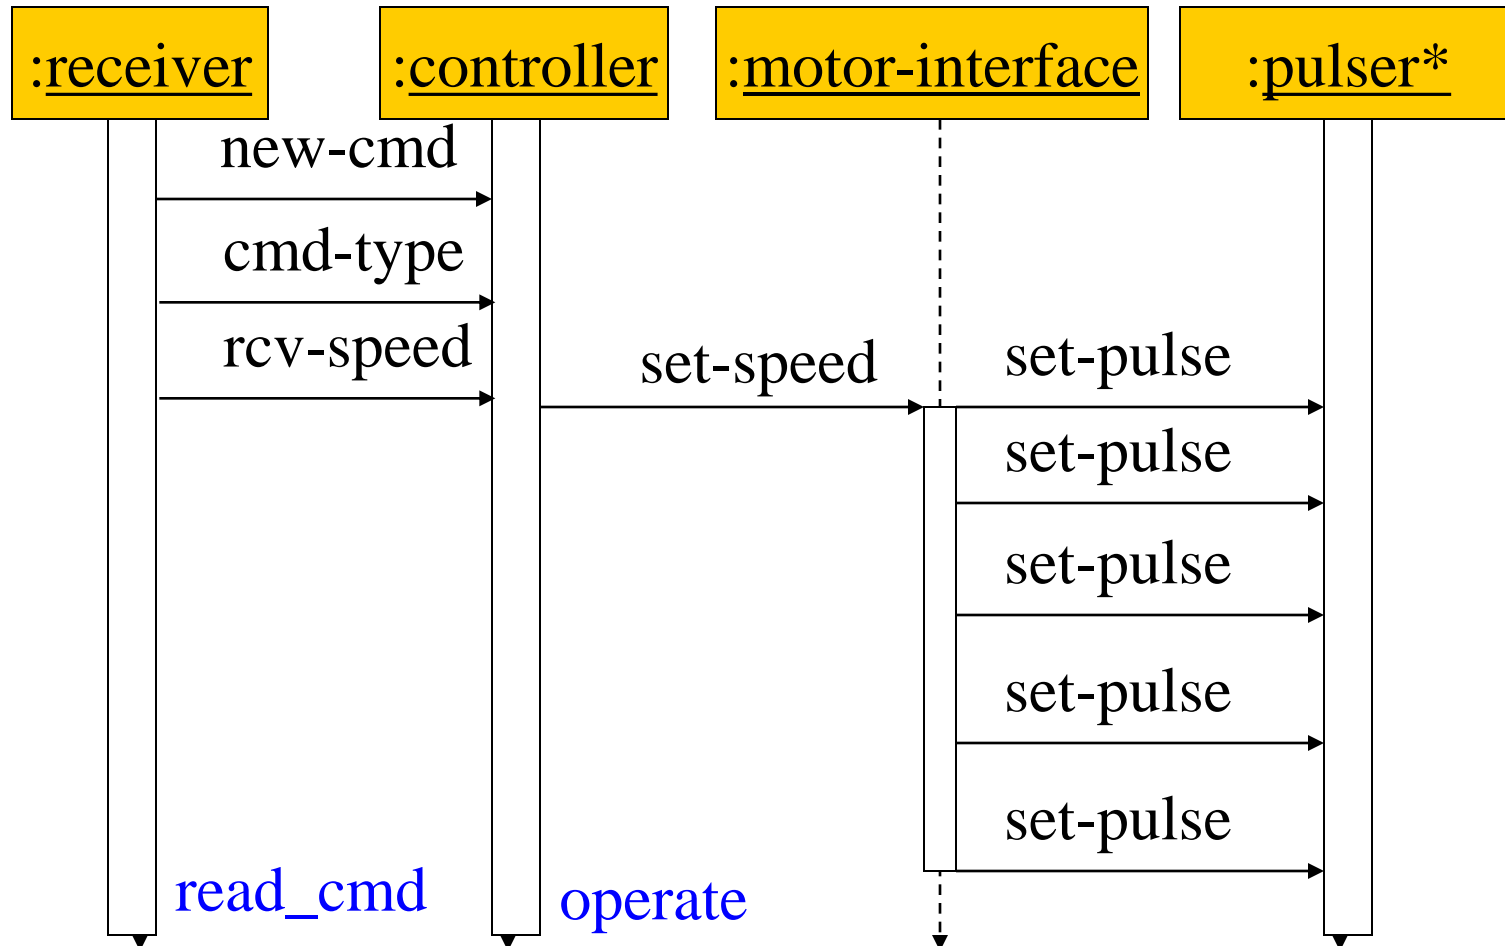 :receiver
:controller
:motor-interface
:pulser*
new-cmd
cmd-type
rcv-speed
set-speed
set-pulse
set-pulse
set-pulse
set-pulse
set-pulse
read_cmd
operate